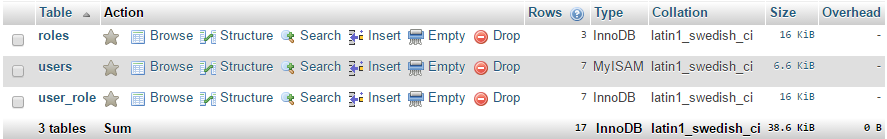 Table Action Rows Type Collation Size Overhead
roles Browse Structure Search Insert Empty Drop 3 InnoDB latin1_swedish_ci 16 KiB -
users Browse Structure Search Insert Empty Drop 7 MyISAM latin1_swedish_ci 6.6 KiB -
user_role Browse Structure Search Insert Empty Drop 7 InnoDB latin1_swedish_ci 16 KiB -
3 tables Sum 17 InnoDB latin1_swedish_ci 38.6 KiB 0 B